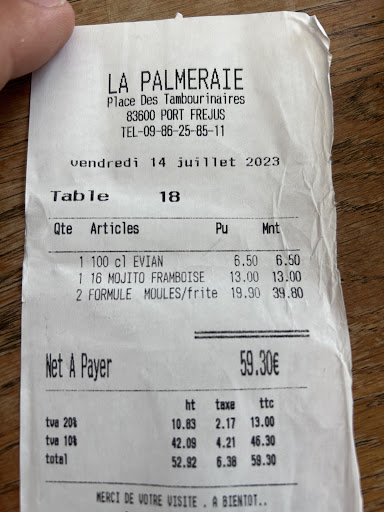 LA PALMERAIE
Place Des Tambourinaires
83600 PORT FREJUS
TEL-09-86-25-85-11
vendredi 14 juillet 2023
Table 18
Qte Articles Pu Mnt
1 100 cl EVIAN 6.50 6.50
1 16 MOJITO FRAMBOISE 13.00 13.00
2 FORMULE MOULES/frite 19.90 39.80
Net A Payer 59.30€
ht taxe ttc
tva 20% 10.83 2.17 13.00
tva 10% 42.09 4.21 46.30
total 52.92 6.38 59.30
MERCI DE VOTRE VISITE . A BIENTOT..